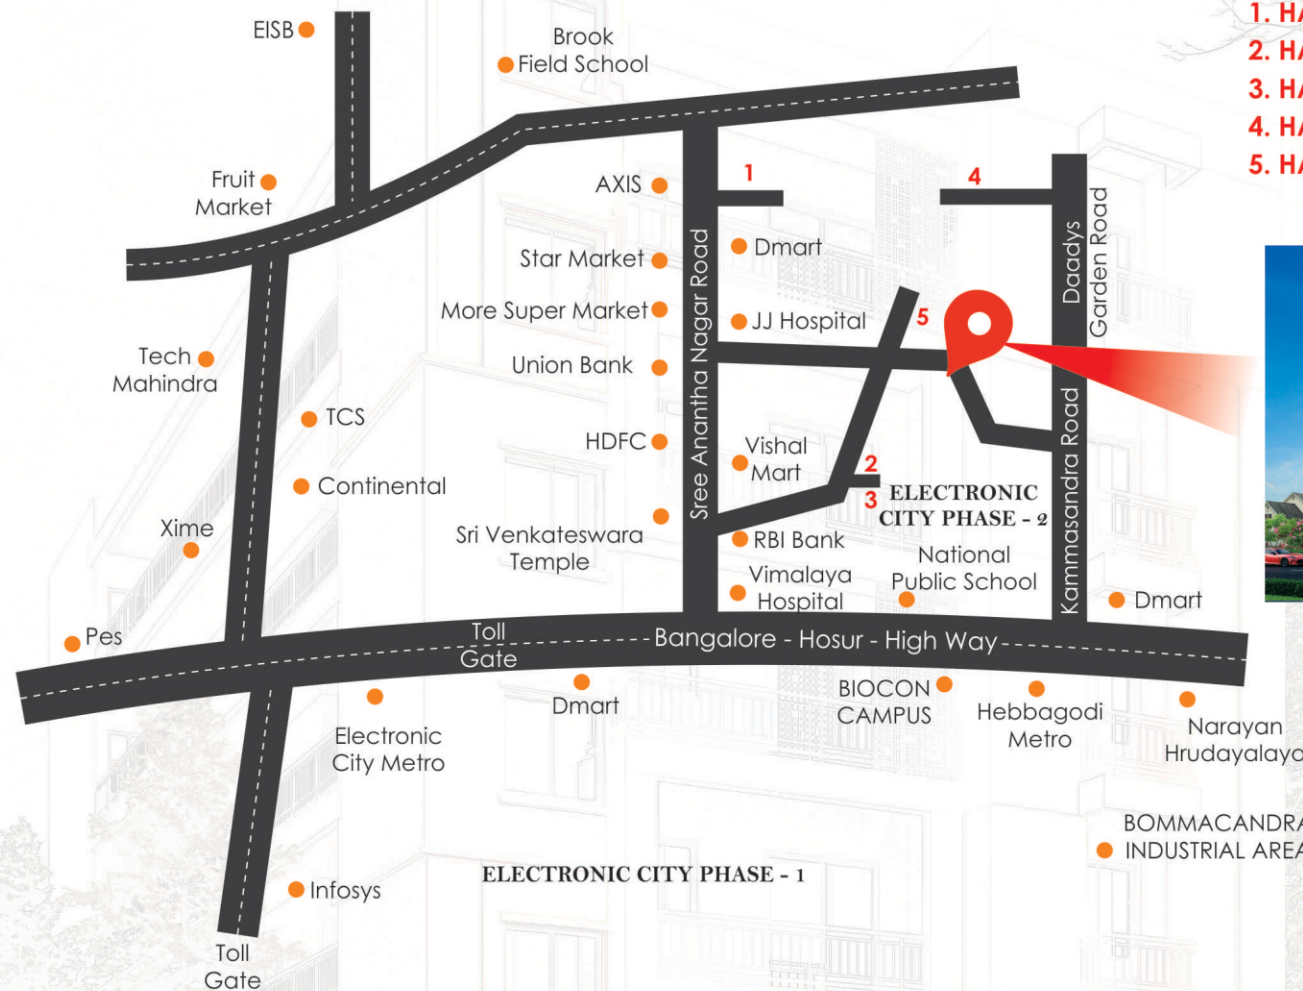 1. HA
2. HA
3. HA
4. HA
5. HA
EISB
Brook
Field School
Fruit
Market
AXIS
1
4
Star Market
Dmart
More Super Market
JJ Hospital
5
Sree Anantha Nagar Road
Daadys
Garden Road
Tech
Mahindra
Union Bank
TCS
HDFC
Vishal
Mart
2
3
Continental
ELECTRONIC
CITY PHASE - 2
Kammasandra Road
Xime
Sri Venkateswara
Temple
RBI Bank
National
Public School
Vimalaya
Hospital
Dmart
Pes
Toll
Gate
Bangalore - Hosur - High Way
Electronic
City Metro
Dmart
BIOCON
CAMPUS
Hebbagodi
Metro
Narayan
Hrudayalaya
BOMMACANDRA
INDUSTRIAL AREA
ELECTRONIC CITY PHASE - 1
Infosys
Toll
Gate